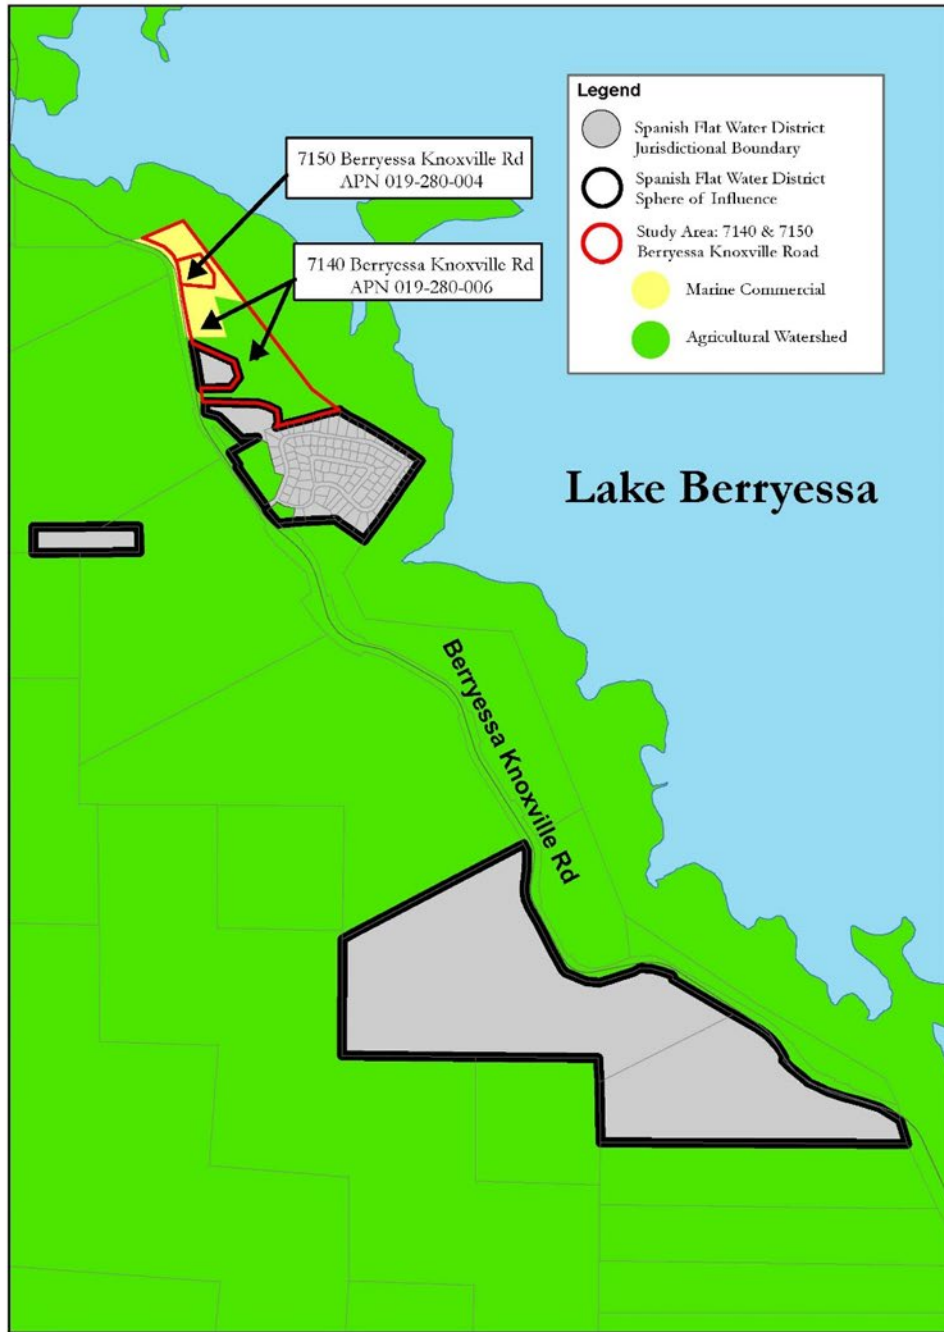 Legend
Spanish Flat Water District
Jurisdictional Boundary
Spanish Flat Water District
Sphere of Influence
Study Area: 7140 & 7150
Berryessa Knoxville Road
Marine Commercial
Agricultural Watershed
7150 Berryessa Knoxville Rd
APN 019-280-004
7140 Berryessa Knoxville Rd
APN 019-280-006
Lake Berryessa
Berryessa Knoxville Rd